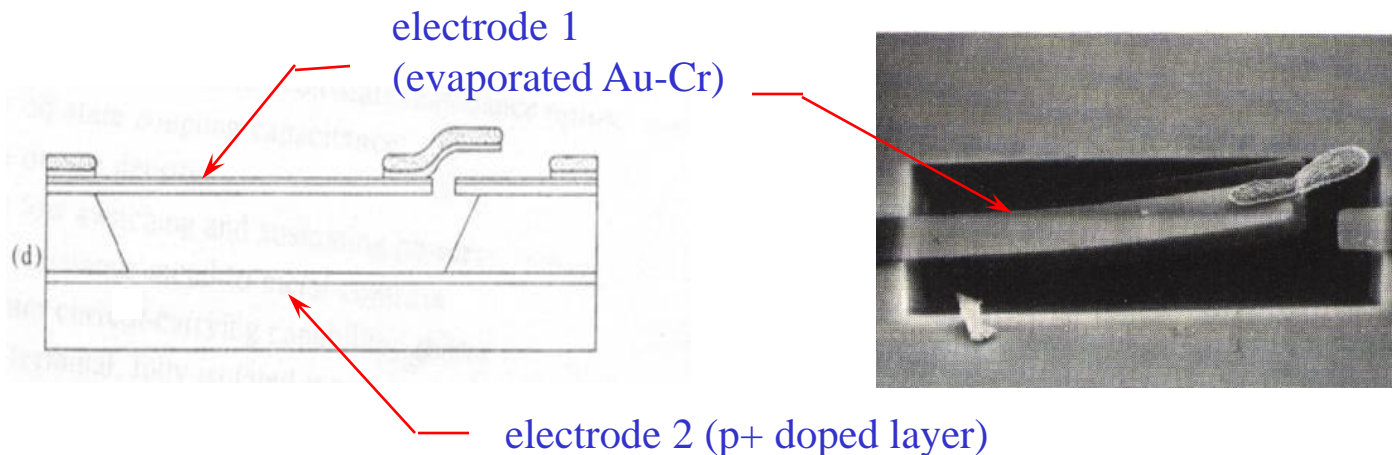 electrode 1
(evaporated Au-Cr)
(d)
electrode 2 (p+ doped layer)